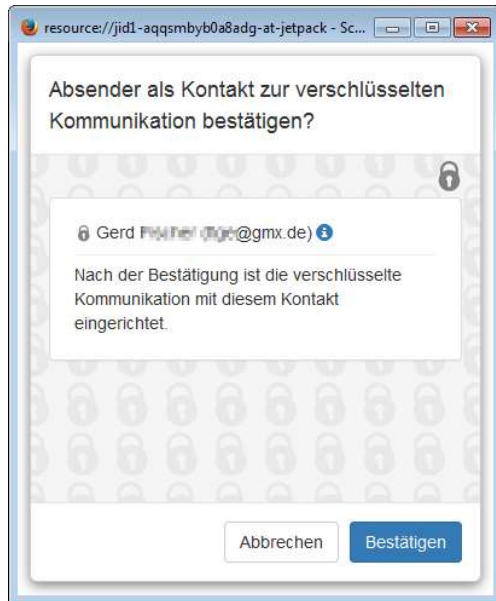 resource://jid1-aqqsmbyb0a8adg-at-jetpack - Sc...
Absender als Kontakt zur verschlüsselten
Kommunikation bestätigen?
Gerd @gmx.de)
Nach der Bestätigung ist die verschlüsselte
Kommunikation mit diesem Kontakt
eingerichtet.
Abbrechen Bestätigen